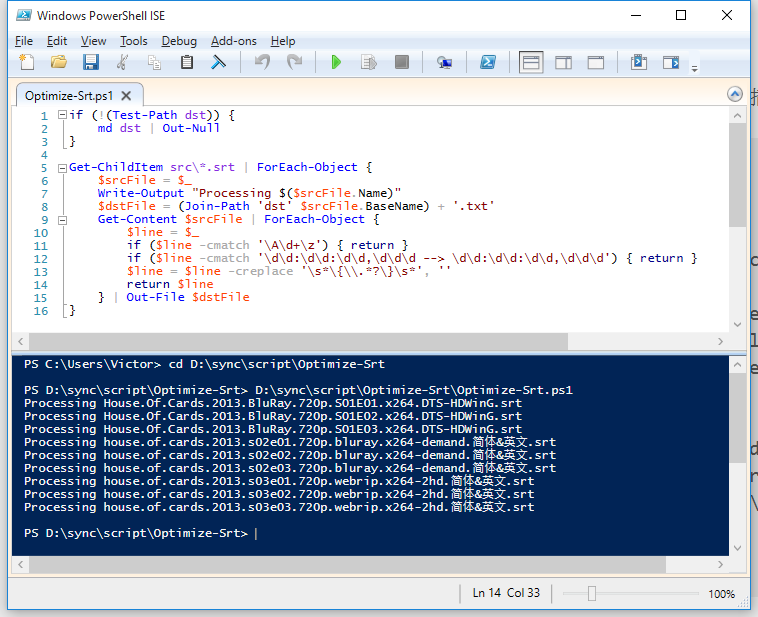 Windows PowerShell ISE
File Edit View Tools Debug Add-ons Help
Optimize-Srt.ps1
1 if (!(Test-Path dst)) {
2 md dst | Out-Null
3 }
4
5 Get-ChildItem src\*.srt | ForEach-Object {
6 $srcFile = $_
7 Write-Output "Processing $($srcFile.Name)"
8 $dstFile = (Join-Path 'dst' $srcFile.BaseName) + '.txt'
9 Get-Content $srcFile | ForEach-Object {
10 $line = $_
11 if ($line -cmatch '\A\d+\z') { return }
12 if ($line -cmatch '\d\d:\d\d:\d\d,\d\d\d --> \d\d:\d\d:\d\d,\d\d\d') { return }
13 $line = $line -creplace '\s*\{\\.*?\}\s*', ''
14 return $line
15 } | Out-File $dstFile
16 }
PS C:\Users\Victor> cd D:\sync\script\Optimize-Srt
PS D:\sync\script\Optimize-Srt> D:\sync\script\Optimize-Srt\Optimize-Srt.ps1
Processing House.Of.Cards.2013.BluRay.720p.S01E01.x264.DTS-HDWinG.srt
Processing House.Of.Cards.2013.BluRay.720p.S01E02.x264.DTS-HDWinG.srt
Processing House.Of.Cards.2013.BluRay.720p.S01E03.x264.DTS-HDWinG.srt
Processing house.of.cards.2013.s02e01.720p.bluray.x264-demand.简体&英文.srt
Processing house.of.cards.2013.s02e02.720p.bluray.x264-demand.简体&英文.srt
Processing house.of.cards.2013.s02e03.720p.bluray.x264-demand.简体&英文.srt
Processing house.of.cards.2013.s03e01.720p.webrip.x264-2hd.简体&英文.srt
Processing house.of.cards.2013.s03e02.720p.webrip.x264-2hd.简体&英文.srt
Processing house.of.cards.2013.s03e03.720p.webrip.x264-2hd.简体&英文.srt
PS D:\sync\script\Optimize-Srt>
Ln 14 Col 33
100%